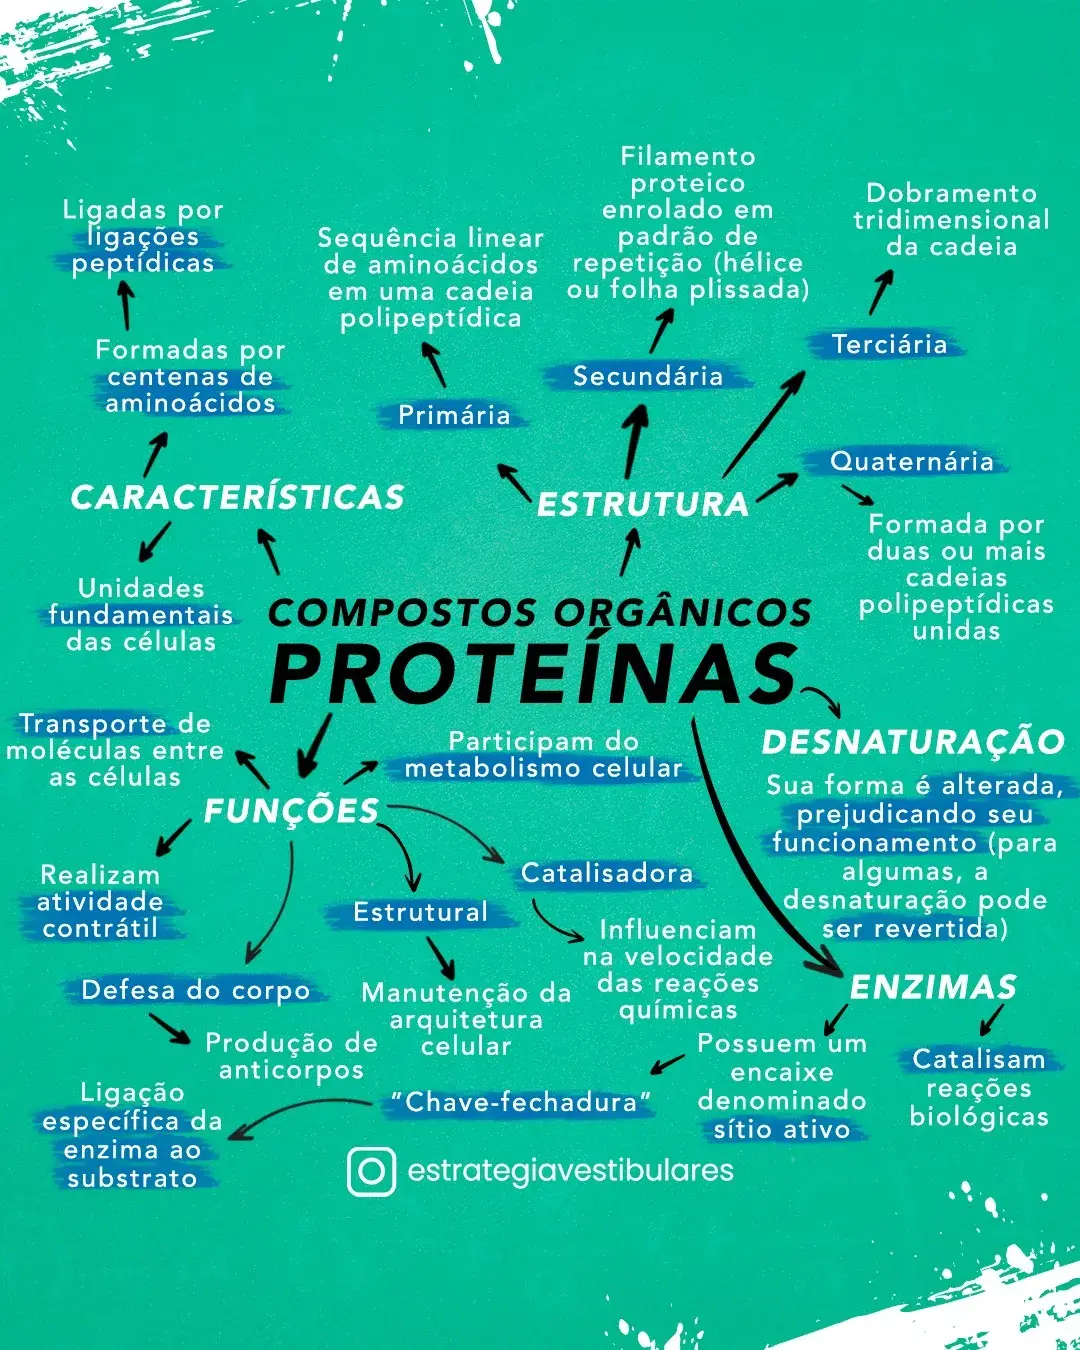 Filamento
proteico
enrolado em
padrão de
repetição (hélice
ou folha plissada)
Dobramento
tridimensional
da cadeia
Ligadas por
ligações
peptídicas
Sequência linear
de aminoácidos
em uma cadeia
polipeptídica
Formadas por
centenas de
aminoácidos
Primária
Secundária
Terciária
Quaternária
CARACTERÍSTICAS
ESTRUTURA
Formada por
duas ou mais
cadeias
polipeptídicas
unidas
Unidades
fundamentais
das células
COMPOSTOS ORGÂNICOS
PROTEÍNAS
Transporte de
moléculas entre
as células
Participam do
metabolismo celular
DESNATURAÇÃO
Sua forma é alterada,
prejudicando seu
funcionamento (para
algumas, a
desnaturação pode
ser revertida)
FUNÇÕES
Realizam
atividade
contrátil
Catalisadora
Estrutural
Influenciam
na velocidade
das reações
químicas
Defesa do corpo
Manutenção da
arquitetura
celular
ENZIMAS
Produção de
anticorpos
Possuem um
encaixe
denominado
sítio ativo
Catalisam
reações
biológicas
"Chave-fechadura"
Ligação
específica da
enzima ao
substrato
estrategiavestibulares